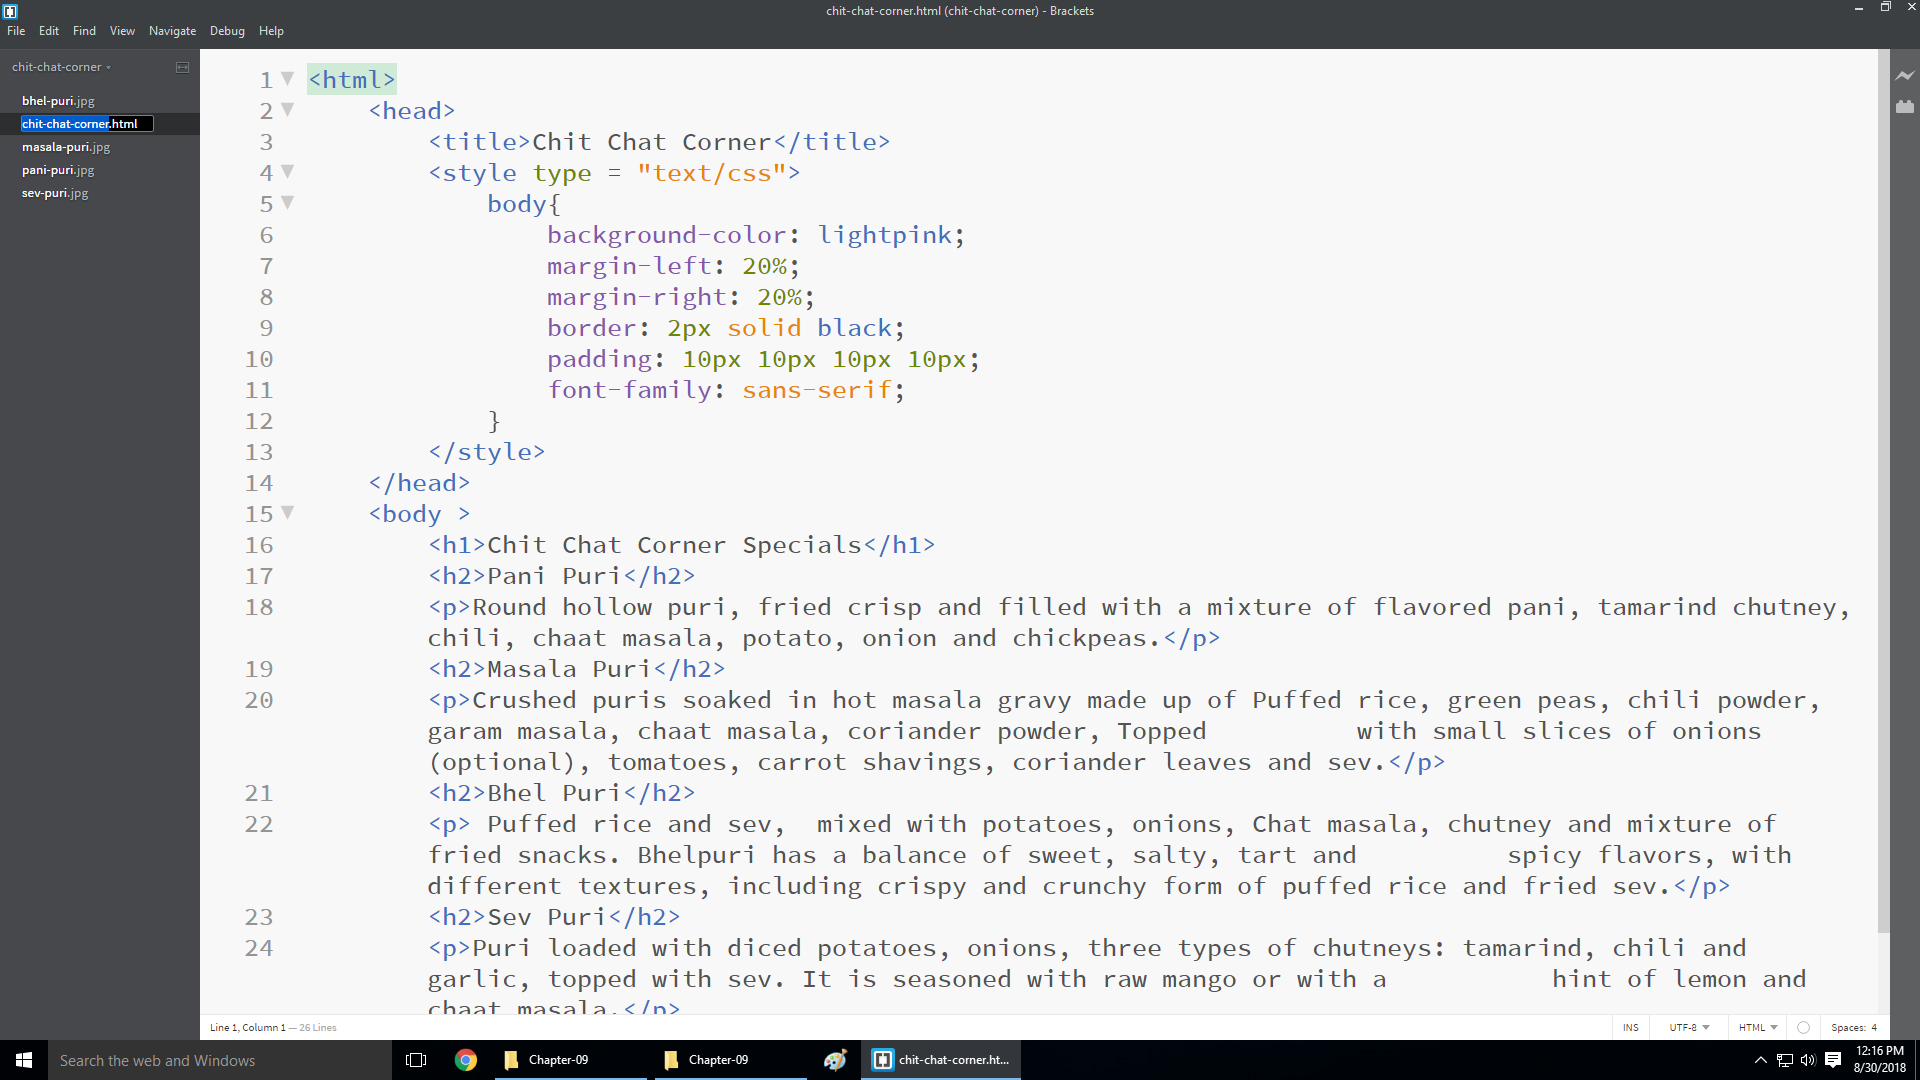 chit-chat-corner.html (chit-chat-corner) - Brackets
File Edit Find View Navigate Debug Help
chit-chat-corner
bhel-puri.jpg
chit-chat-corner.html
masala-puri.jpg
pani-puri.jpg
sev-puri.jpg
1 <html>
2 <head>
3 <title>Chit Chat Corner</title>
4 <style type = "text/css">
5 body{
6 background-color: lightpink;
7 margin-left: 20%;
8 margin-right: 20%;
9 border: 2px solid black;
10 padding: 10px 10px 10px 10px;
11 font-family: sans-serif;
12 }
13 </style>
14 </head>
15 <body >
16 <h1>Chit Chat Corner Specials</h1>
17 <h2>Pani Puri</h2>
18 <p>Round hollow puri, fried crisp and filled with a mixture of flavored pani, tamarind chutney,
chili, chaat masala, potato, onion and chickpeas.</p>
19 <h2>Masala Puri</h2>
20 <p>Crushed puris soaked in hot masala gravy made up of Puffed rice, green peas, chili powder,
garam masala, chaat masala, coriander powder, Topped with small slices of onions
(optional), tomatoes, carrot shavings, coriander leaves and sev.</p>
21 <h2>Bhel Puri</h2>
22 <p> Puffed rice and sev,  mixed with potatoes, onions, Chat masala, chutney and mixture of
fried snacks. Bhelpuri has a balance of sweet, salty, tart and spicy flavors, with
different textures, including crispy and crunchy form of puffed rice and fried sev.</p>
23 <h2>Sev Puri</h2>
24 <p>Puri loaded with diced potatoes, onions, three types of chutneys: tamarind, chili and
garlic, topped with sev. It is seasoned with raw mango or with a hint of lemon and
chaat masala.</p>
Line 1, Column 1 — 26 Lines
INS UTF-8 HTML Spaces: 4
Search the web and Windows
Chapter-09
Chapter-09
chit-chat-corner.ht...
12:16 PM
8/30/2018